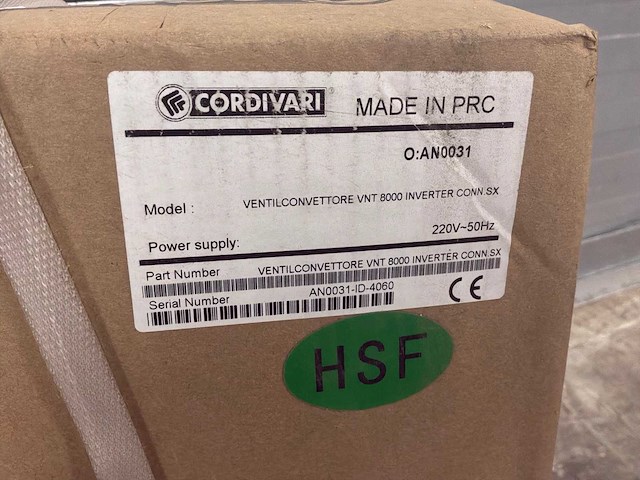 CORDIVARI MADE IN PRC
O:AN0031
Model : VENTILCONVETTORE VNT 8000 INVERTER CONN.SX
Power supply: 220V~50Hz
Part Number VENTILCONVETTORE VNT 8000 INVERTER CONN.SX
Serial Number AN0031-ID-4060
CE
HSF